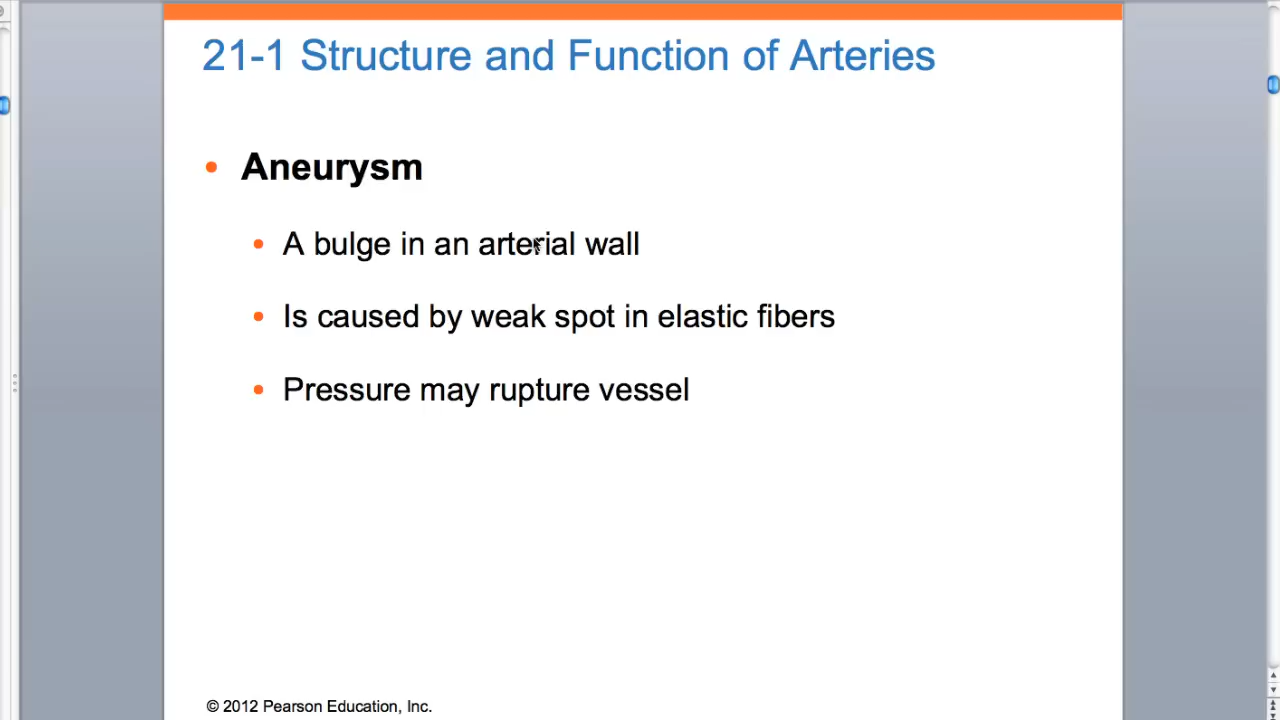 21-1 Structure and Function of Arteries
• Aneurysm
• A bulge in an arterial wall
• Is caused by weak spot in elastic fibers
• Pressure may rupture vessel
© 2012 Pearson Education, Inc.